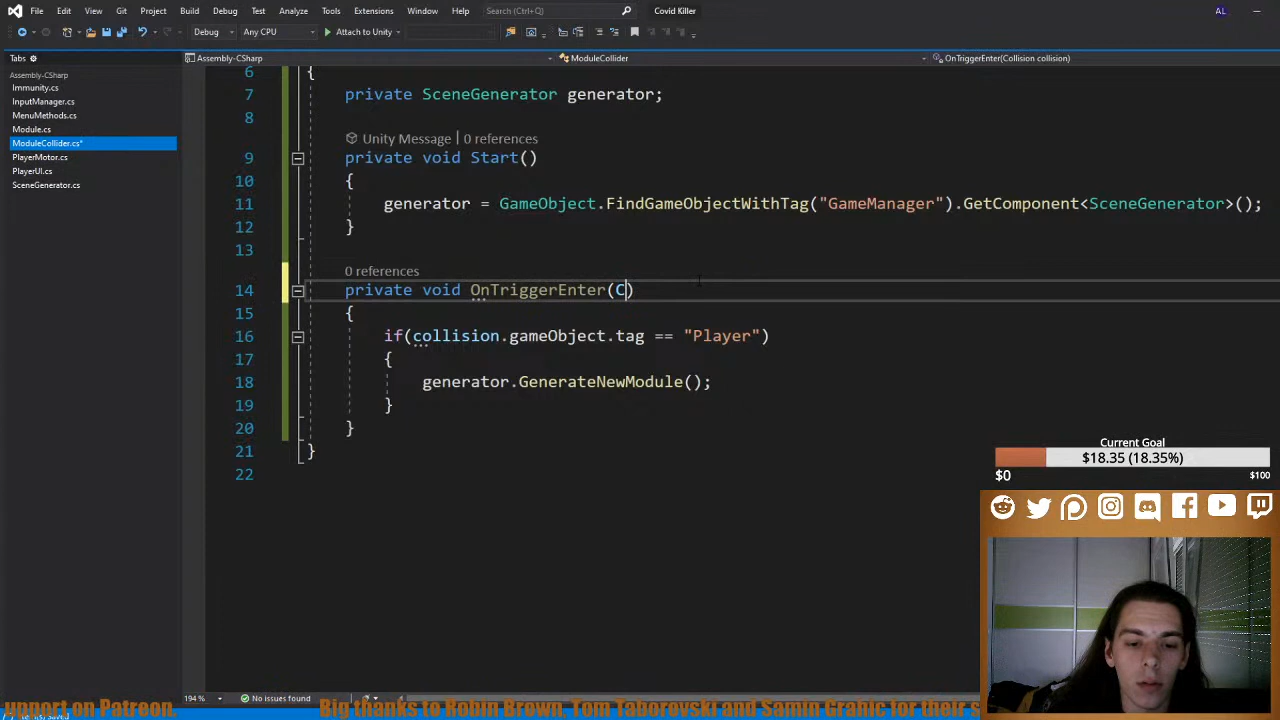 File Edit View Git Project Build Debug Test Analyze Tools Extensions Window Help Search (Ctrl+Q) Covid Killer AL
Debug Any CPU Attach to Unity
Tabs
Assembly-CSharp ModuleCollider OnTriggerEnter(Collision collision)
Assembly-CSharp
Immunity.cs
InputManager.cs
MenuMethods.cs
Module.cs
ModuleCollider.cs*
PlayerMotor.cs
PlayerUI.cs
SceneGenerator.cs
6 {
7 private SceneGenerator generator;
8
Unity Message | 0 references
9 private void Start()
10 {
11 generator = GameObject.FindGameObjectWithTag("GameManager").GetComponent<SceneGenerator>();
12 }
13
0 references
14 private void OnTriggerEnter(C)
15 {
16 if(collision.gameObject.tag == "Player")
17 {
18 generator.GenerateNewModule();
19 }
20 }
21 }
22
Current Goal
$18.35 (18.35%)
$0 $100
194 % No issues found
upport on Patreon. Big thanks to Robin Brown, Tom Taborovski and Samin Grahic for their s